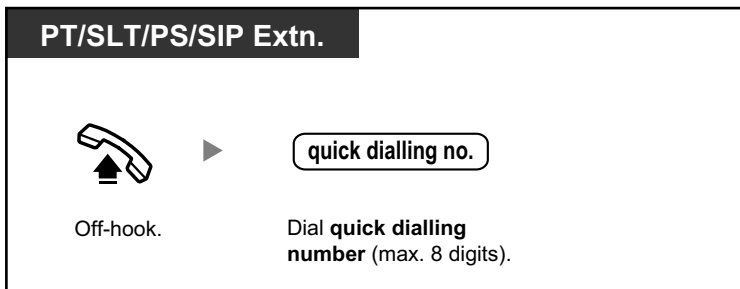 PT/SLT/PS/SIP Extn.
quick dialling no.
Off-hook.
Dial quick dialling
number (max. 8 digits).